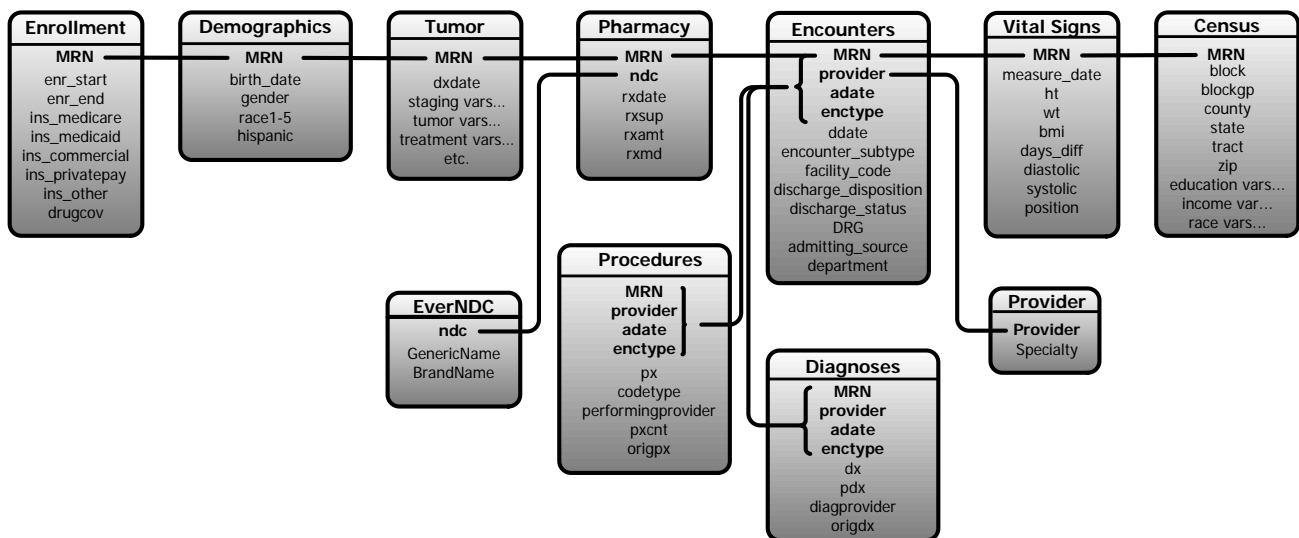 Enrollment
MRN
enr_start
enr_end
ins_medicare
ins_medicaid
ins_commercial
ins_privatepay
ins_other
drugcov
Demographics
MRN
birth_date
gender
race1-5
hispanic
Tumor
MRN
dxdate
staging vars...
tumor vars...
treatment vars...
etc.
Pharmacy
MRN
ndc
rxdate
rxsup
rxamt
rxmd
Encounters
MRN
provider
adate
enctype
ddate
encounter_subtype
facility_code
discharge_disposition
discharge_status
DRG
admitting_source
department
Vital Signs
MRN
measure_date
ht
wt
bmi
days_diff
diastolic
systolic
position
Census
MRN
block
blockgp
county
state
tract
zip
education vars...
income var...
race vars...
EverNDC
ndc
GenericName
BrandName
Procedures
MRN
provider
adate
enctype
px
codetype
performingprovider
pxcnt
origpx
Diagnoses
MRN
provider
adate
enctype
dx
pdx
diagprovider
origdx
Provider
Provider
Specialty